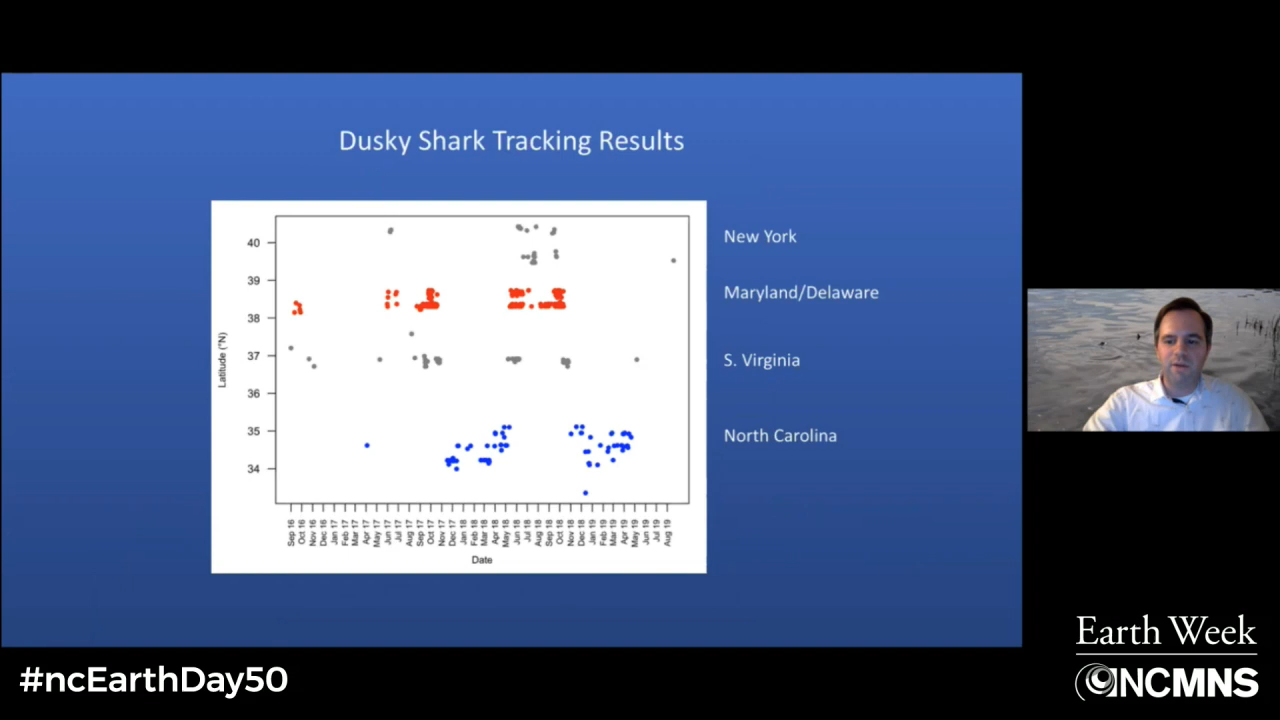 Dusky Shark Tracking Results
40
39
38
37
36
35
34
Latitude (°N)
Sep 16
Oct 16
Nov 16
Dec 16
Jan 17
Feb 17
Mar 17
Apr 17
May 17
Jun 17
Jul 17
Aug 17
Sep 17
Oct 17
Nov 17
Dec 17
Jan 18
Feb 18
Mar 18
Apr 18
May 18
Jun 18
Jul 18
Aug 18
Sep 18
Oct 18
Nov 18
Dec 18
Jan 19
Feb 19
Mar 19
Apr 19
May 19
Jun 19
Jul 19
Aug 19
Date
New York
Maryland/Delaware
S. Virginia
North Carolina
Earth Week
NCMNS
#ncEarthDay50